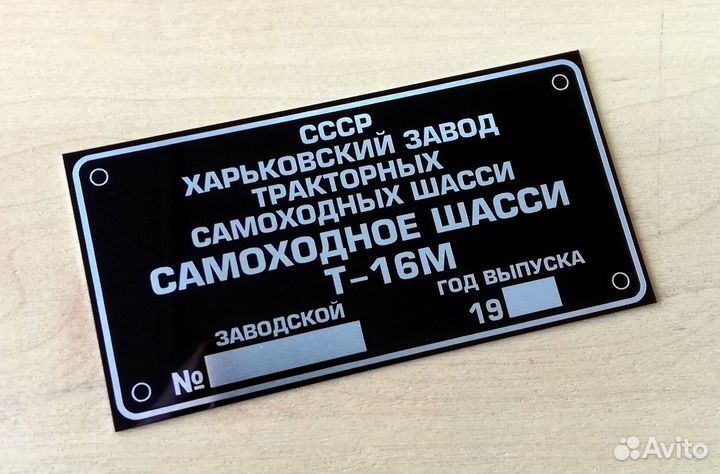 СССР
ХАРЬКОВСКИЙ ЗАВОД
ТРАКТОРНЫХ
САМОХОДНЫХ ШАССИ
САМОХОДНОЕ ШАССИ
Т-16М
ЗАВОДСКОЙ
№
ГОД ВЫПУСКА
19
Avito